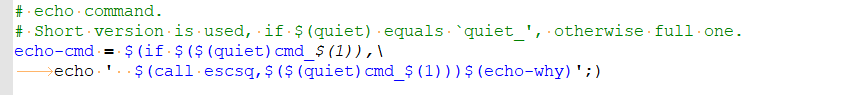 # echo command.
# Short version is used, if $(quiet) equals `quiet_', otherwise full one.
echo-cmd = $(if $($(quiet)cmd_$(1)),\
	echo '  $(call escsq,$($(quiet)cmd_$(1)))$(echo-why)';)